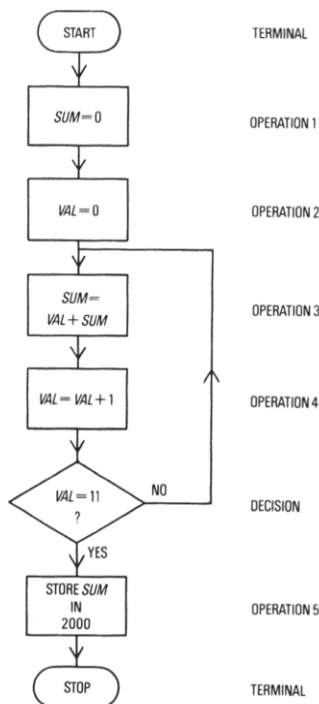 START
TERMINAL
SUM=0
OPERATION 1
VAL=0
OPERATION 2
SUM=
VAL+SUM
OPERATION 3
VAL=VAL+1
OPERATION 4
VAL=11
?
NO
DECISION
YES
STORE SUM
IN
2000
OPERATION 5
STOP
TERMINAL